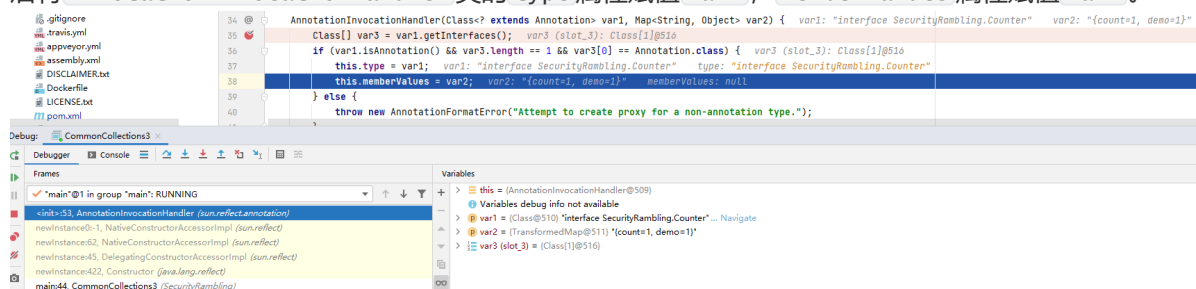 .gitignore
.travis.yml
appveyor.yml
assembly.xml
DISCLAIMER.txt
Dockerfile
LICENSE.txt
pom.xml
34 @ AnnotationInvocationHandler(Class<? extends Annotation> var1, Map<String, Object> var2) { var1: "interface SecurityRambling.Counter" var2: "{count=1, demo=1}"
35 Class[] var3 = var1.getInterfaces(); var3 (slot_3): Class[1]@516
36 if (var1.isAnnotation() && var3.length == 1 && var3[0] == Annotation.class) { var3 (slot_3): Class[1]@516
37 this.type = var1; var1: "interface SecurityRambling.Counter" type: "interface SecurityRambling.Counter"
38 this.memberValues = var2; var2: "{count=1, demo=1}" memberValues: null
39 } else {
40 throw new AnnotationFormatError("Attempt to create proxy for a non-annotation type.");
Debug: CommonCollections3 ×
Debugger Console
Frames
"main"@1 in group "main": RUNNING
<init>:53, AnnotationInvocationHandler (sun.reflect.annotation)
newInstance0:-1, NativeConstructorAccessorImpl (sun.reflect)
newInstance:62, NativeConstructorAccessorImpl (sun.reflect)
newInstance:45, DelegatingConstructorAccessorImpl (sun.reflect)
newInstance:422, Constructor (java.lang.reflect)
main:44, CommonCollections3 (SecurityRambling)
Variables
this = {AnnotationInvocationHandler@509}
Variables debug info not available
var1 = {Class@510} "interface SecurityRambling.Counter"... Navigate
var2 = {TransformedMap@511} "{count=1, demo=1}"
var3 (slot_3) = {Class[1]@516}